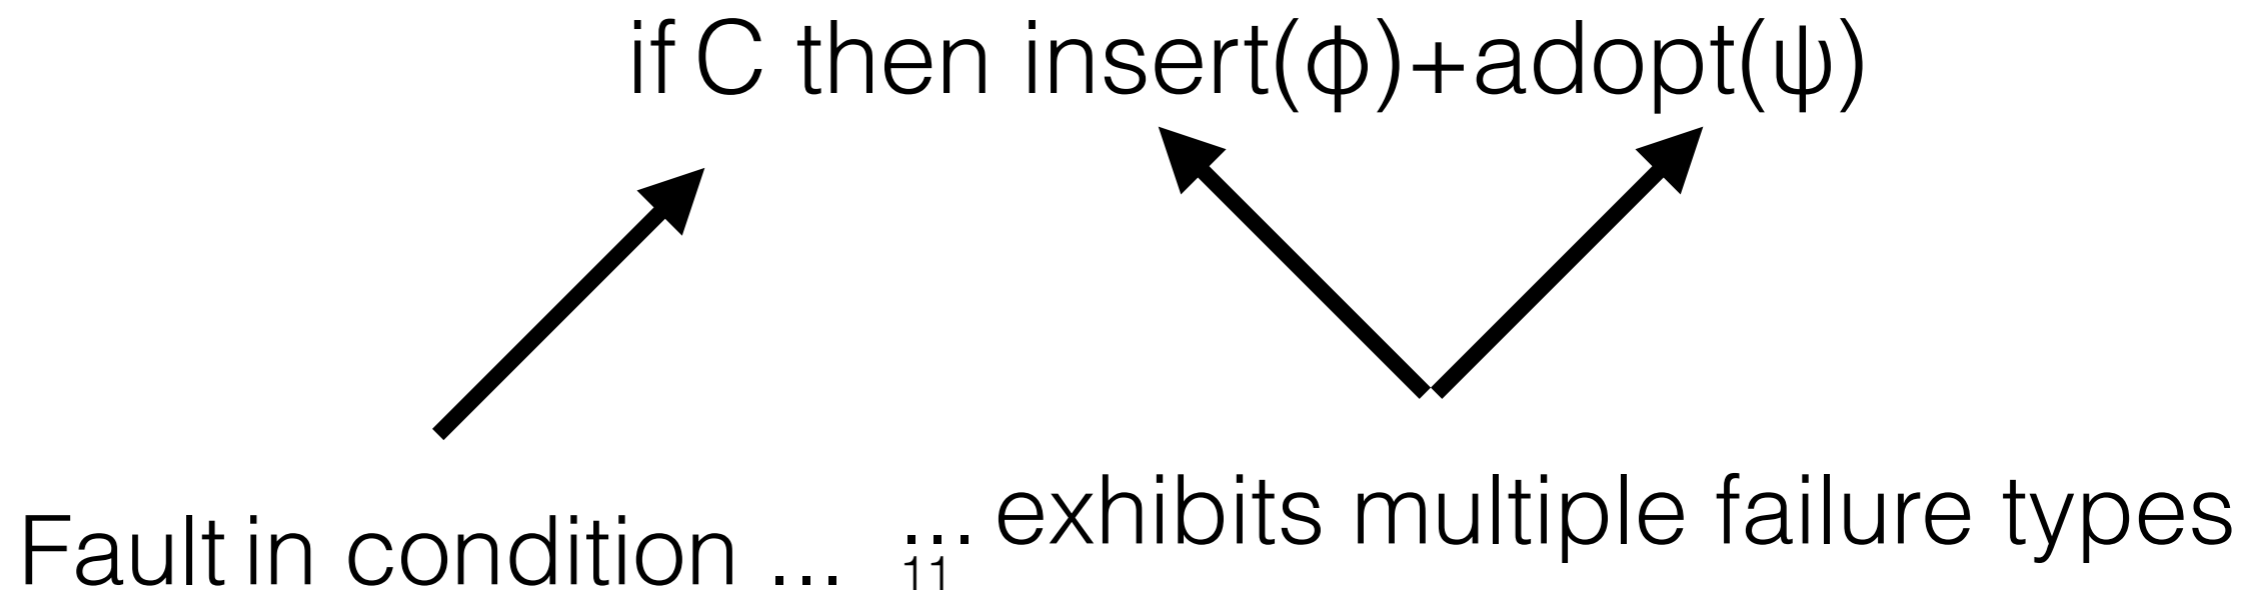 if C then insert(ϕ)+adopt(ψ)
Fault in condition ...
... exhibits multiple failure types
11